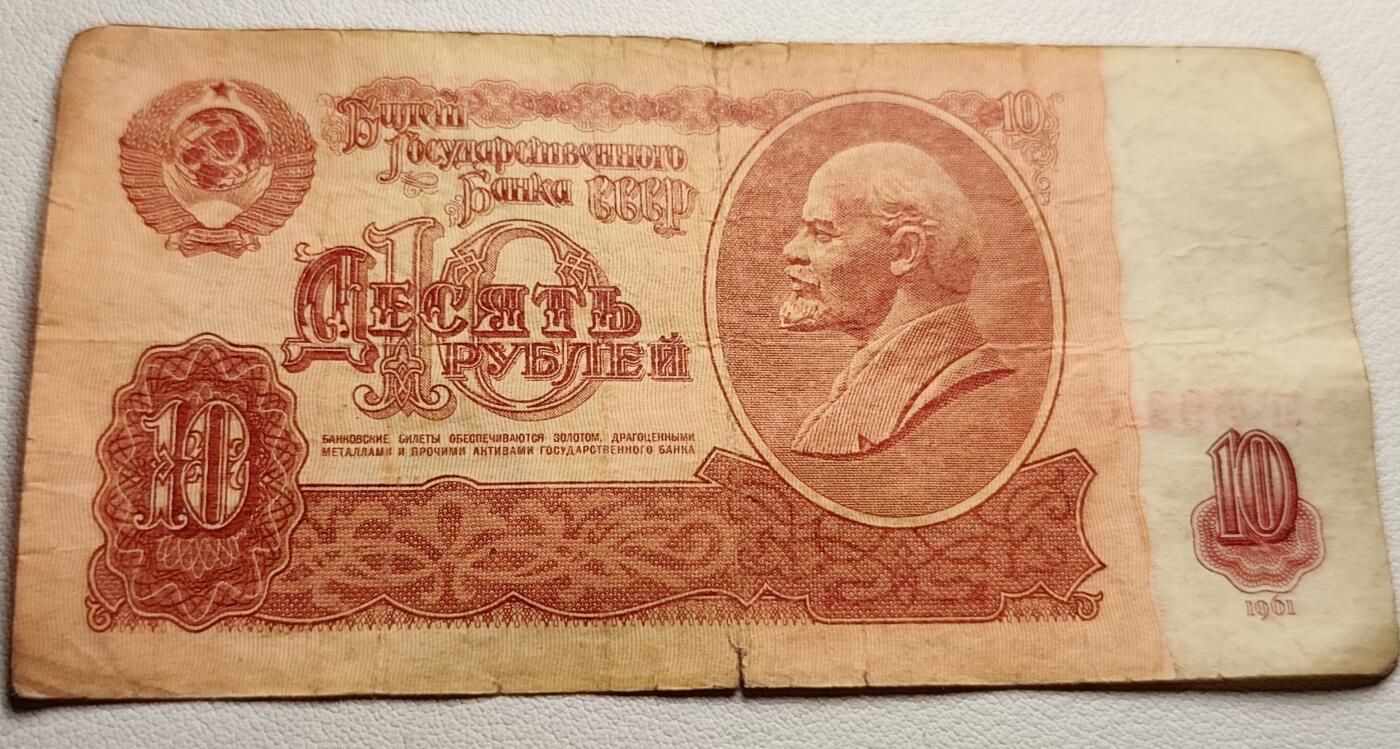 Билет
Государственного
Банка СССР
10
10
Десять
рублей
БАНКОВСКИЕ БИЛЕТЫ ОБЕСПЕЧИВАЮТСЯ ЗОЛОТОМ, ДРАГОЦЕННЫМИ
МЕТАЛЛАМИ И ПРОЧИМИ АКТИВАМИ ГОСУДАРСТВЕННОГО БАНКА
10
10
1961